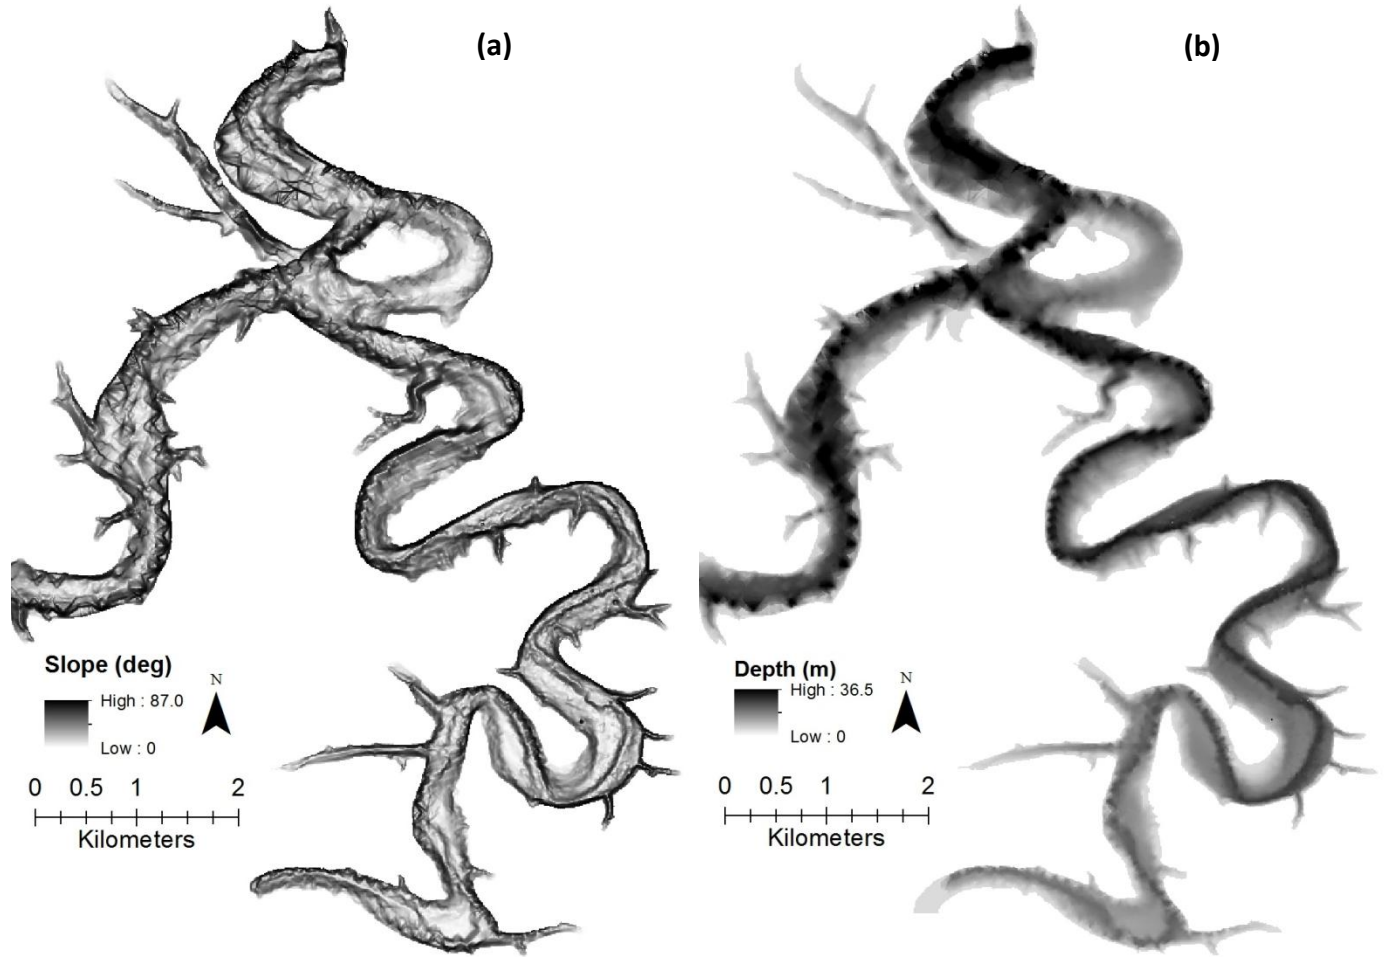 (a)
(b)
Slope (deg)
High : 87.0
Low : 0
N
0 0.5 1 2
Kilometers
Depth (m)
High : 36.5
Low : 0
N
0 0.5 1 2
Kilometers